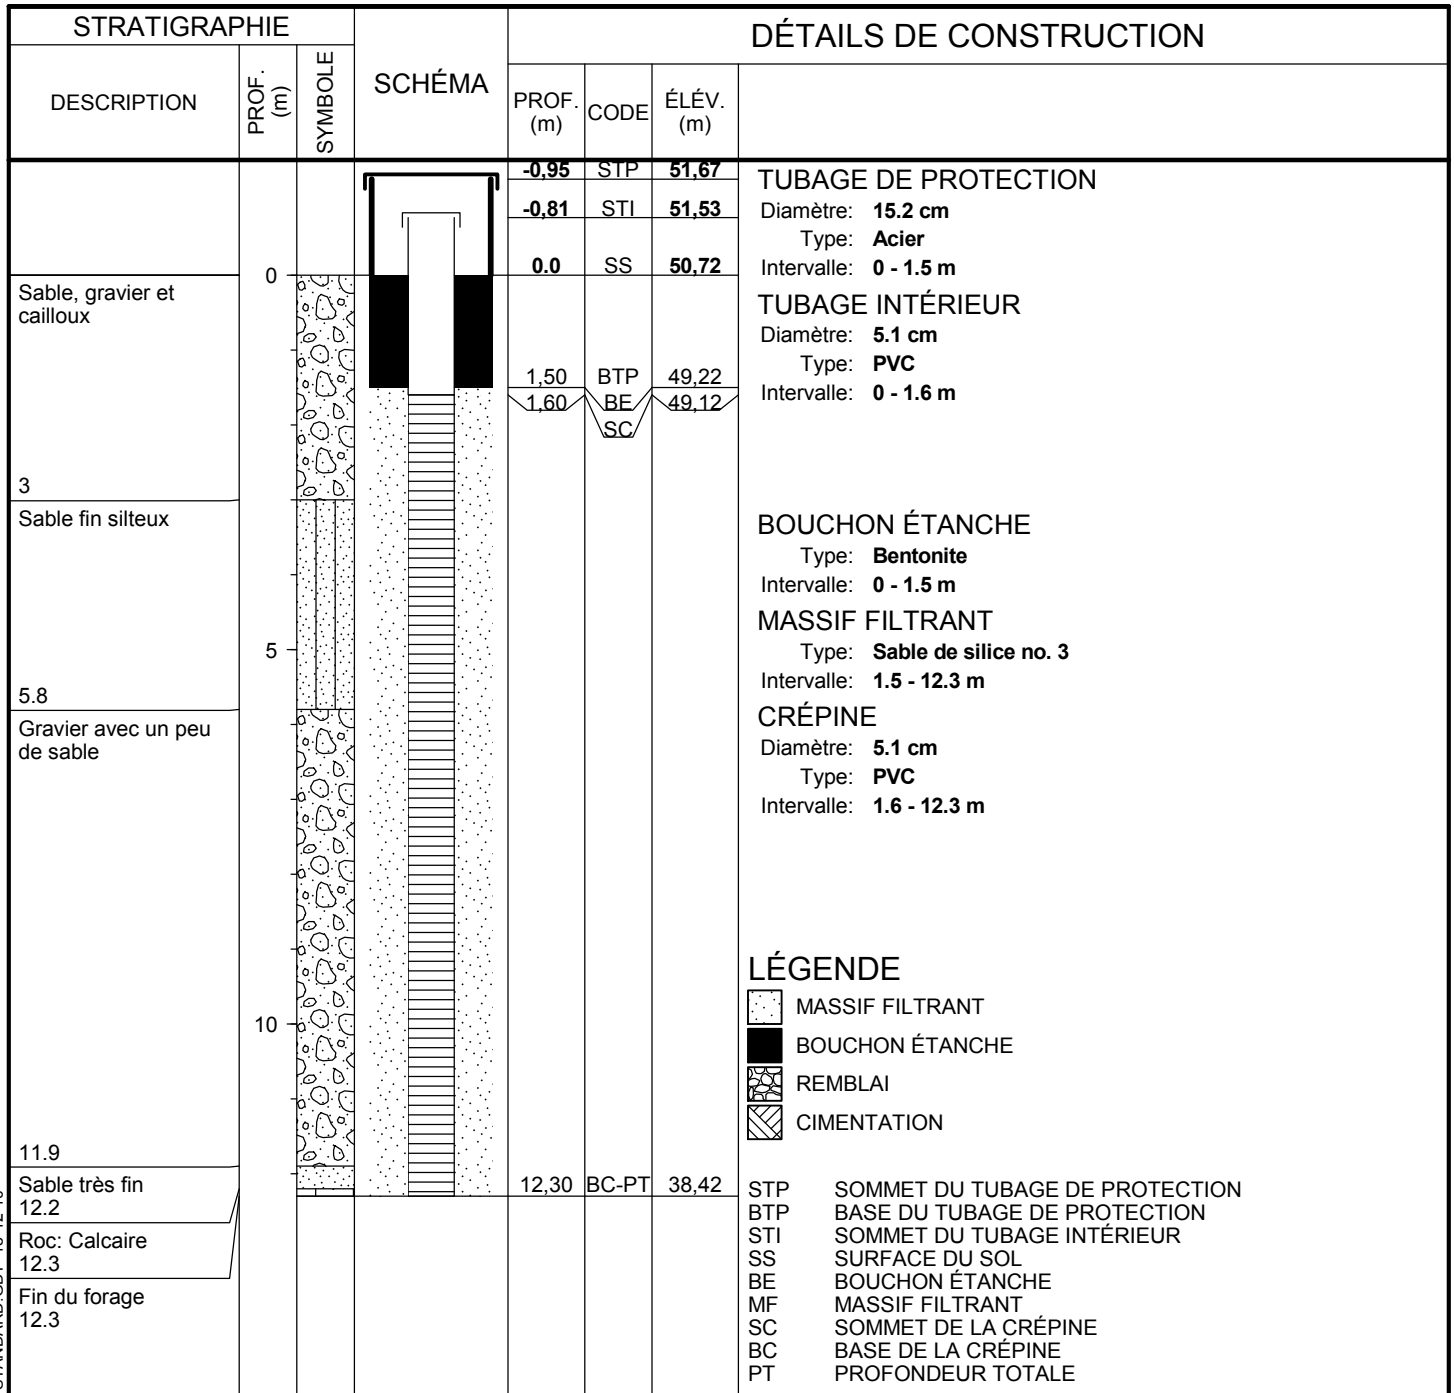 STRATIGRAPHIE
DESCRIPTION
PROF. (m)
SYMBOLE
SCHÉMA
DÉTAILS DE CONSTRUCTION
PROF. (m)
CODE
ÉLÉV. (m)
-0,95 STP 51,67
-0,81 STI 51,53
0.0 SS 50,72
1,50 BTP 49,22
1,60 BE 49,12
SC
12,30 BC-PT 38,42
0
5
10
Sable, gravier et
cailloux
3
Sable fin silteux
5.8
Gravier avec un peu
de sable
11.9
Sable très fin
12.2
Roc: Calcaire
12.3
Fin du forage
12.3
TUBAGE DE PROTECTION
Diamètre: 15.2 cm
Type: Acier
Intervalle: 0 - 1.5 m
TUBAGE INTÉRIEUR
Diamètre: 5.1 cm
Type: PVC
Intervalle: 0 - 1.6 m
BOUCHON ÉTANCHE
Type: Bentonite
Intervalle: 0 - 1.5 m
MASSIF FILTRANT
Type: Sable de silice no. 3
Intervalle: 1.5 - 12.3 m
CRÉPINE
Diamètre: 5.1 cm
Type: PVC
Intervalle: 1.6 - 12.3 m
LÉGENDE
MASSIF FILTRANT
BOUCHON ÉTANCHE
REMBLAI
CIMENTATION
STP SOMMET DU TUBAGE DE PROTECTION
BTP BASE DU TUBAGE DE PROTECTION
STI SOMMET DU TUBAGE INTÉRIEUR
SS SURFACE DU SOL
BE BOUCHON ÉTANCHE
MF MASSIF FILTRANT
SC SOMMET DE LA CRÉPINE
BC BASE DE LA CRÉPINE
PT PROFONDEUR TOTALE